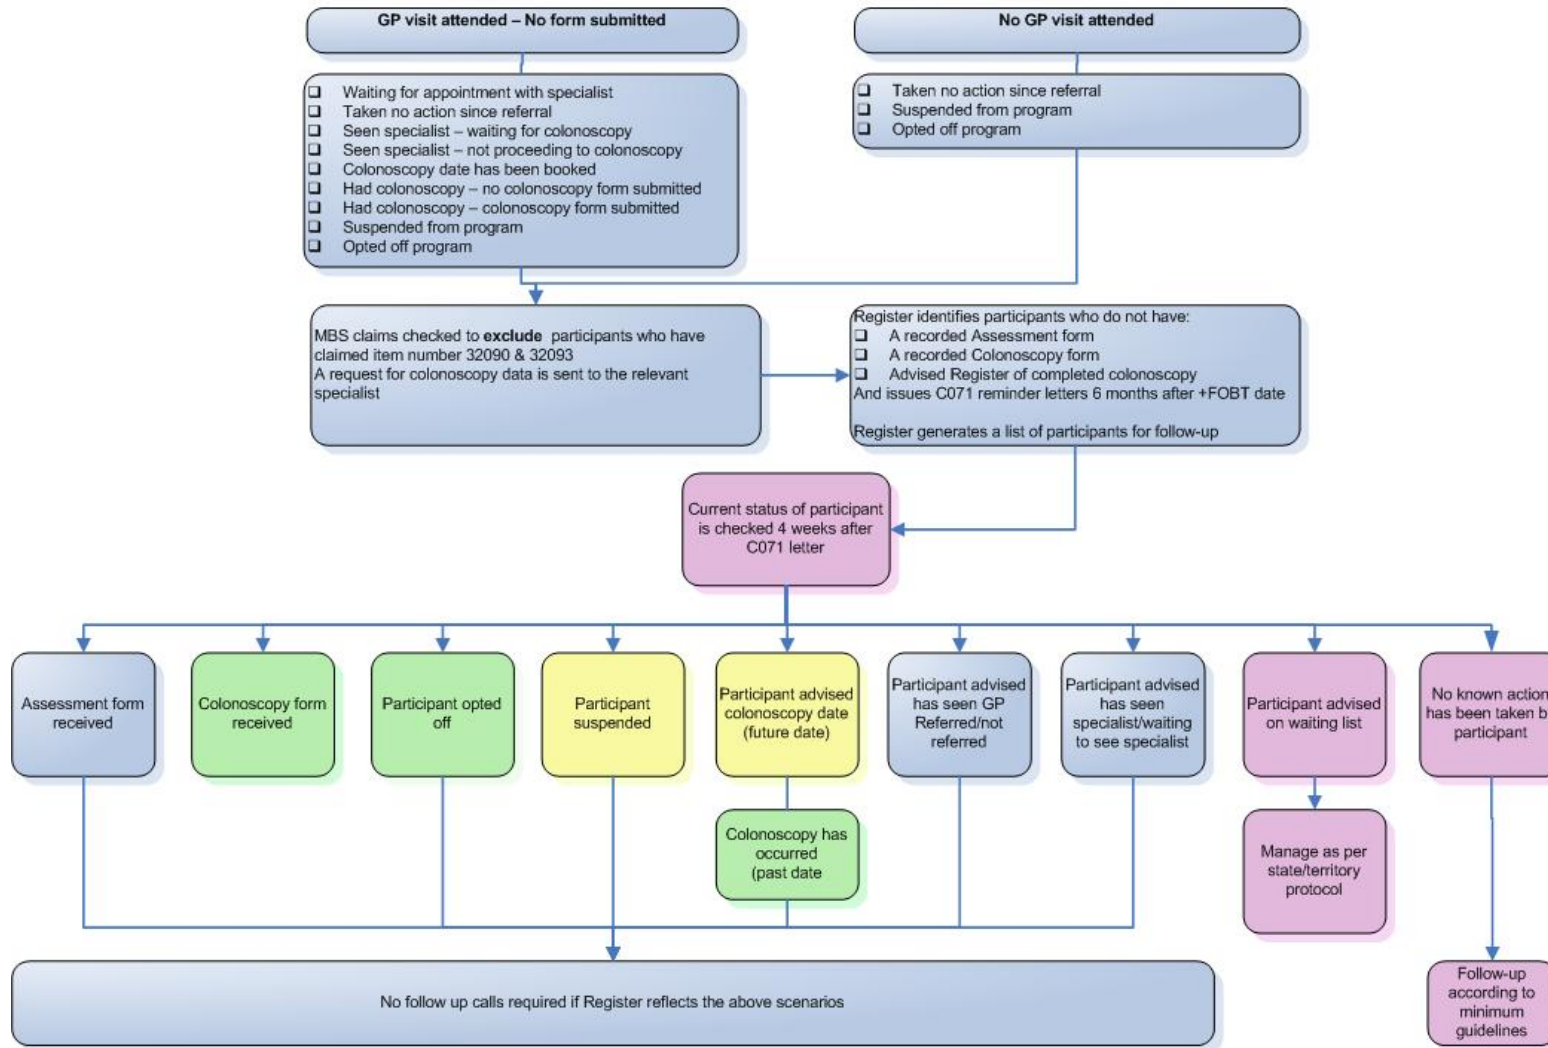 GP visit attended – No form submitted
No GP visit attended
❑ Waiting for appointment with specialist
❑ Taken no action since referral
❑ Seen specialist – waiting for colonoscopy
❑ Seen specialist – not proceeding to colonoscopy
❑ Colonoscopy date has been booked
❑ Had colonoscopy – no colonoscopy form submitted
❑ Had colonoscopy – colonoscopy form submitted
❑ Suspended from program
❑ Opted off program
❑ Taken no action since referral
❑ Suspended from program
❑ Opted off program
MBS claims checked to exclude participants who have
claimed item number 32090 & 32093
A request for colonoscopy data is sent to the relevant
specialist
Register identifies participants who do not have:
❑ A recorded Assessment form
❑ A recorded Colonoscopy form
❑ Advised Register of completed colonoscopy
And issues C071 reminder letters 6 months after +FOBT date
Register generates a list of participants for follow-up
Current status of participant
is checked 4 weeks after
C071 letter
Assessment form
received
Colonoscopy form
received
Participant opted
off
Participant
suspended
Participant advised
colonoscopy date
(future date)
Participant advised
has seen GP
Referred/not
referred
Participant advised
has seen
specialist/waiting
to see specialist
Participant advised
on waiting list
No known action
has been taken b
participant
Colonoscopy has
occurred
(past date
Manage as per
state/territory
protocol
No follow up calls required if Register reflects the above scenarios
Follow-up
according to
minimum
guidelines